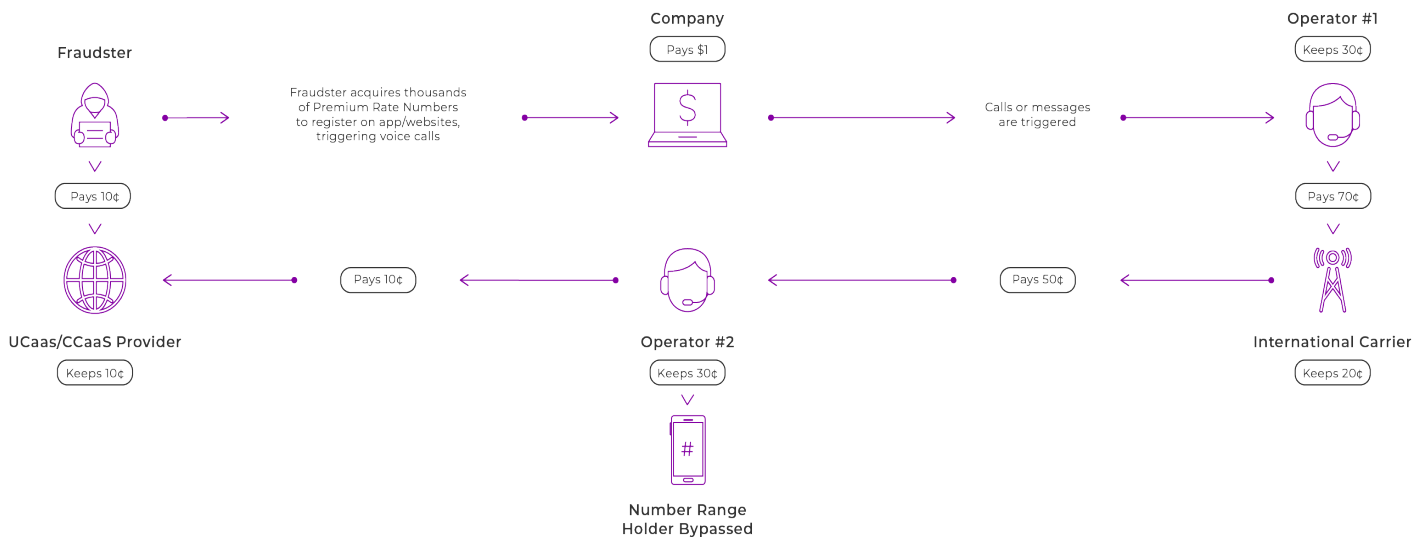 Company
Pays $1
Operator #1
Keeps 30¢
Fraudster
Fraudster acquires thousands
of Premium Rate Numbers
to register on app/websites,
triggering voice calls
$
Calls or messages
are triggered
Pays 10¢
Pays 70¢
Pays 10¢
Pays 50¢
UCaas/CCaaS Provider
Keeps 10¢
Operator #2
Keeps 30¢
International Carrier
Keeps 20¢
#
Number Range
Holder Bypassed